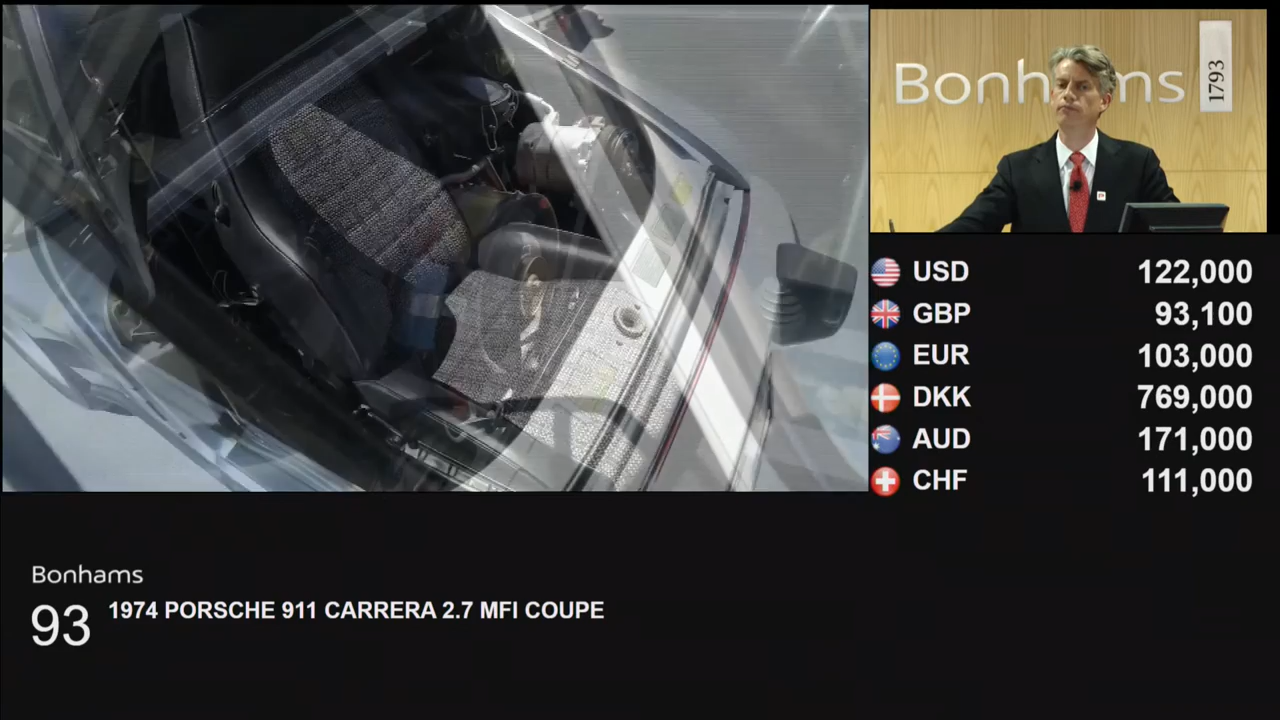 Bonhams
1793
USD 122,000
GBP 93,100
EUR 103,000
DKK 769,000
AUD 171,000
CHF 111,000
Bonhams
93 1974 PORSCHE 911 CARRERA 2.7 MFI COUPE